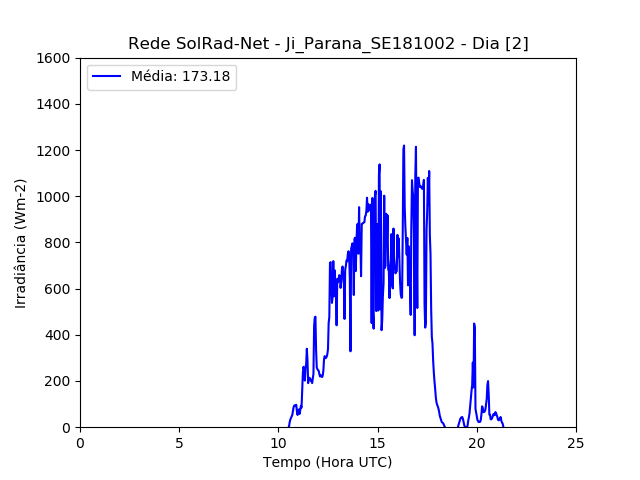 Rede SolRad-Net - Ji_Parana_SE181002 - Dia [2]
Média: 173.18
Irradiância (Wm-2)
1600
1400
1200
1000
800
600
400
200
0
0 5 10 15 20 25
Tempo (Hora UTC)